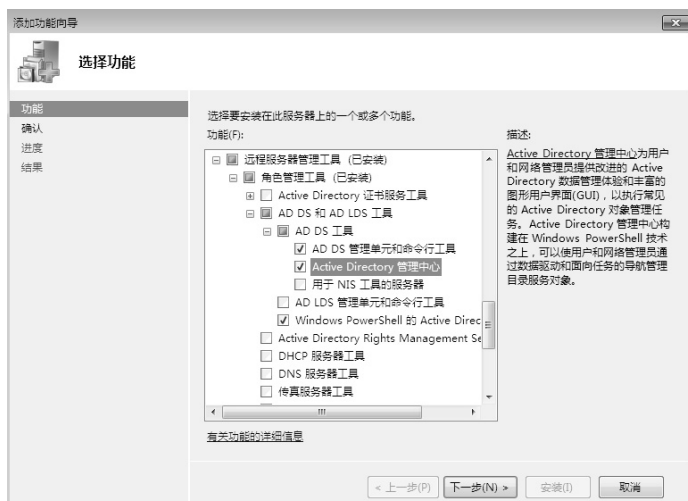 添加功能向导
选择功能
功能
确认
进度
结果
选择要安装在此服务器上的一个或多个功能。
功能(F):
远程服务器管理工具 (已安装)
角色管理工具 (已安装)
Active Directory 证书服务工具
AD DS 和 AD LDS 工具
AD DS 工具
AD DS 管理单元和命令行工具
Active Directory 管理中心
用于 NIS 工具的服务器
AD LDS 管理单元和命令行工具
Windows PowerShell 的 Active Direc
Active Directory Rights Management Se
DHCP 服务器工具
DNS 服务器工具
传真服务器工具
有关功能的详细信息
描述:
Active Directory 管理中心为用户
和网络管理员提供改进的 Active
Directory 数据管理体验和丰富的
图形用户界面(GUI)，以执行常见
的 Active Directory 对象管理任
务。Active Directory 管理中心构
建在 Windows PowerShell 技术
之上，可以使用户和网络管理员通
过数据驱动和面向任务的导航管理
目录服务对象。
< 上一步(P)
下一步(N) >
安装(I)
取消